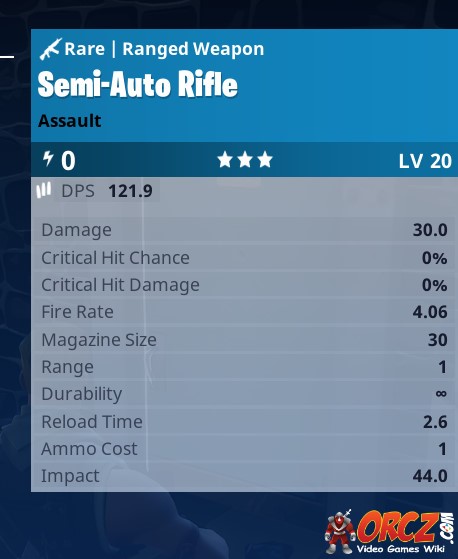 Rare | Ranged Weapon
Semi-Auto Rifle
Assault
0 ★★★ LV 20
DPS 121.9
Damage 30.0
Critical Hit Chance 0%
Critical Hit Damage 0%
Fire Rate 4.06
Magazine Size 30
Range 1
Durability ∞
Reload Time 2.6
Ammo Cost 1
Impact 44.0
ORCZ.COM
Video Games Wiki